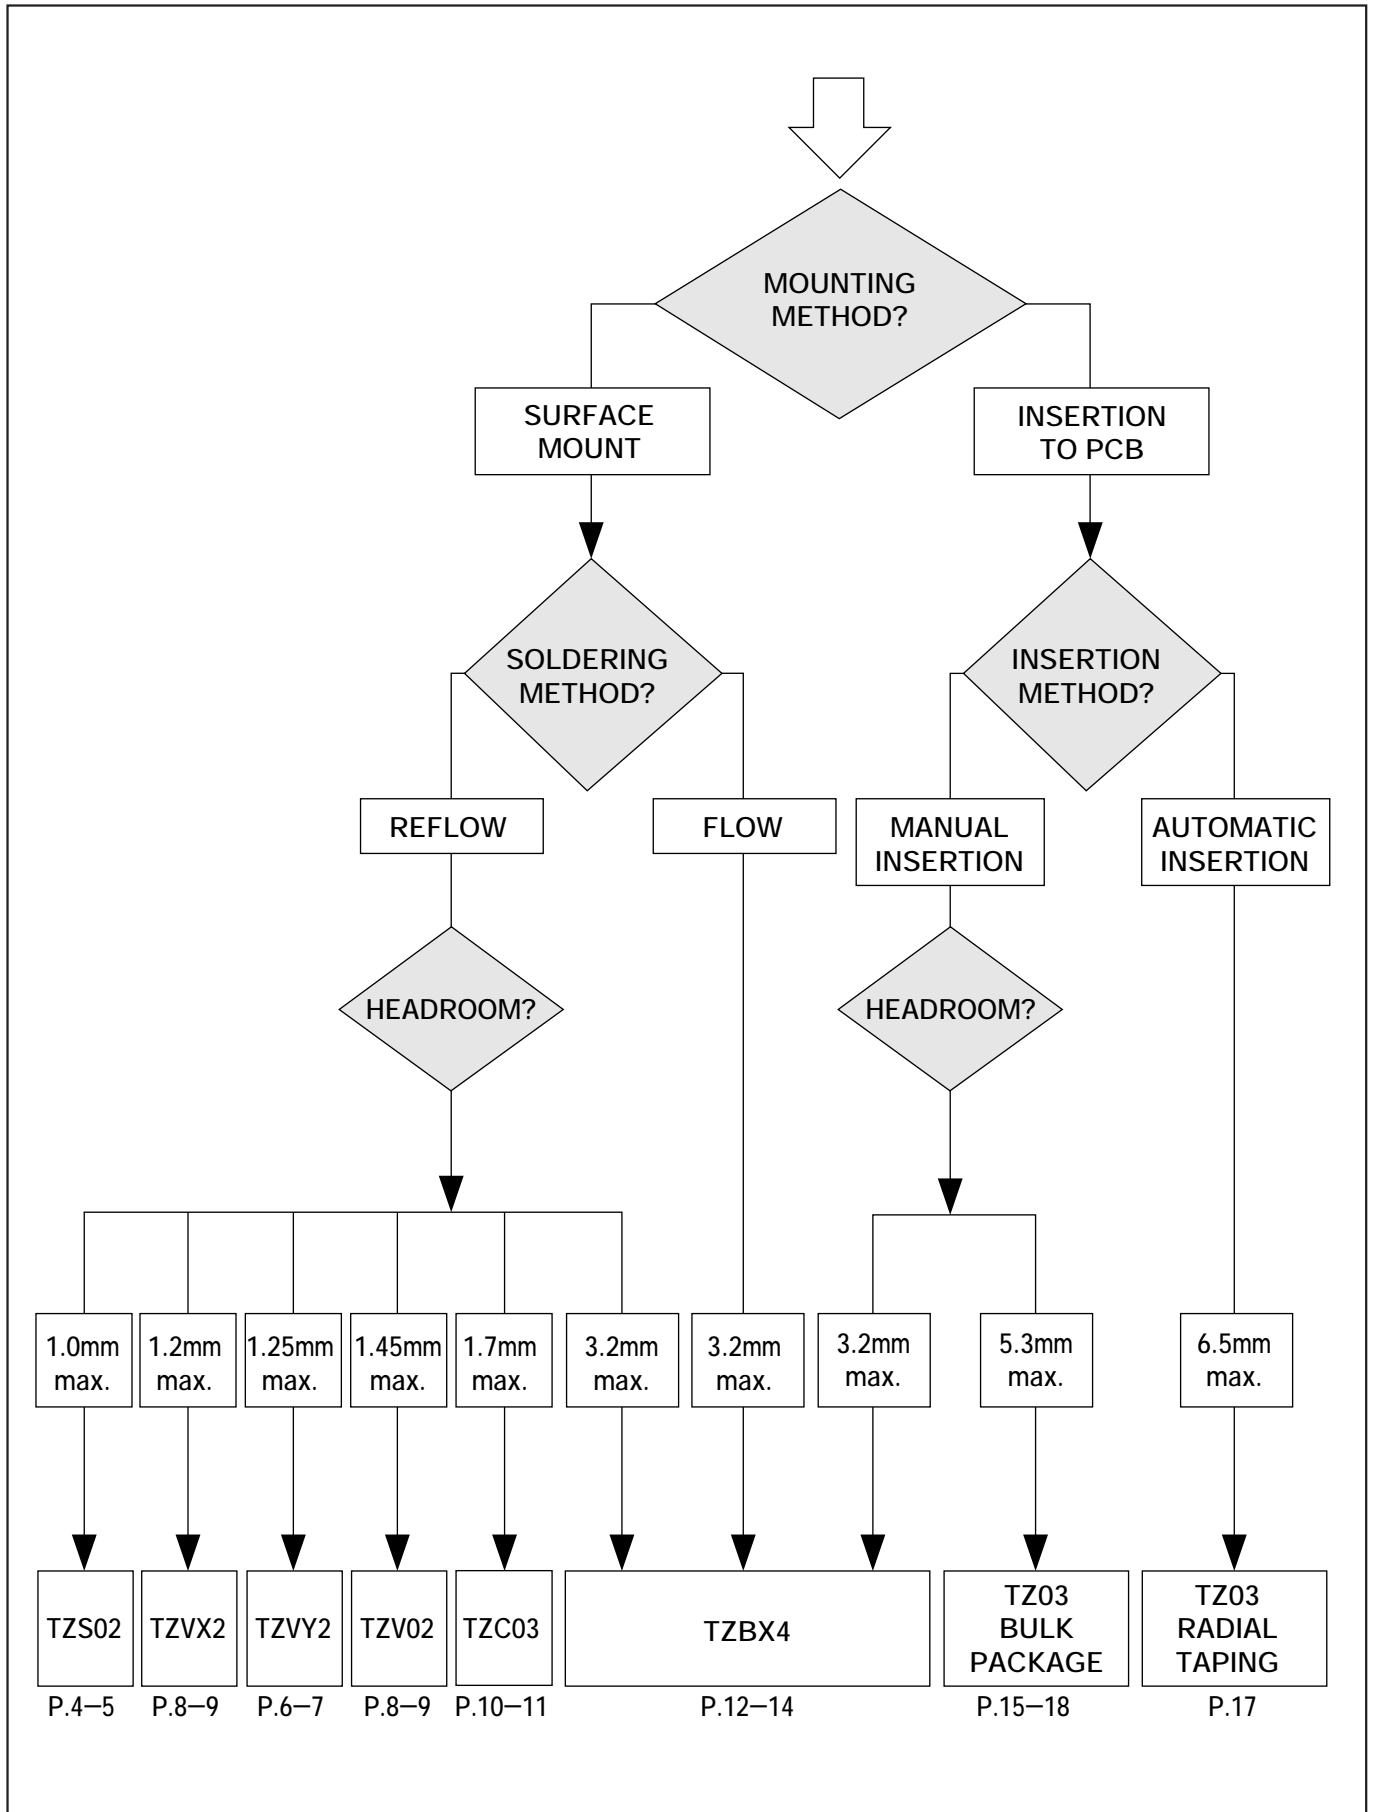 MOUNTING
METHOD?
SURFACE
MOUNT
INSERTION
TO PCB
SOLDERING
METHOD?
INSERTION
METHOD?
REFLOW
FLOW
MANUAL
INSERTION
AUTOMATIC
INSERTION
HEADROOM?
HEADROOM?
1.0mm
max.
1.2mm
max.
1.25mm
max.
1.45mm
max.
1.7mm
max.
3.2mm
max.
3.2mm
max.
3.2mm
max.
5.3mm
max.
6.5mm
max.
TZS02
TZVX2
TZVY2
TZV02
TZC03
TZBX4
TZ03
BULK
PACKAGE
TZ03
RADIAL
TAPING
P.4–5
P.8–9
P.6–7
P.8–9
P.10–11
P.12–14
P.15–18
P.17